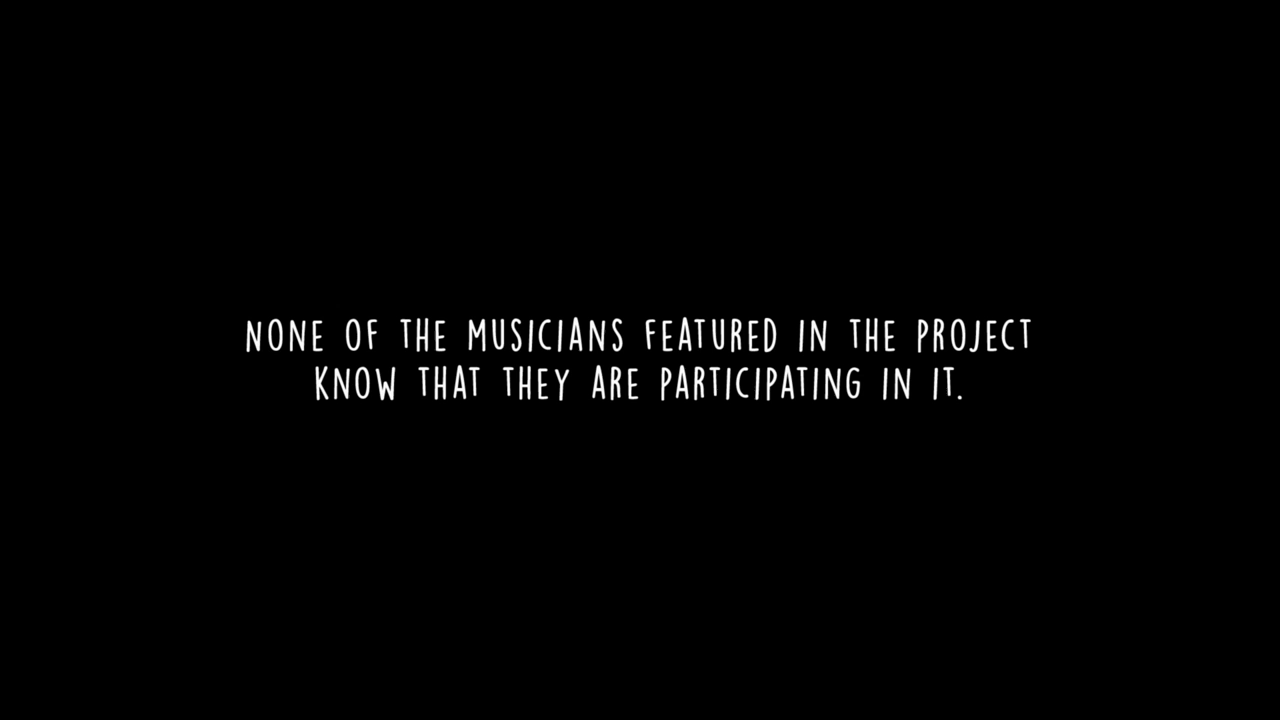 NONE OF THE MUSICIANS FEATURED IN THE PROJECT
KNOW THAT THEY ARE PARTICIPATING IN IT.